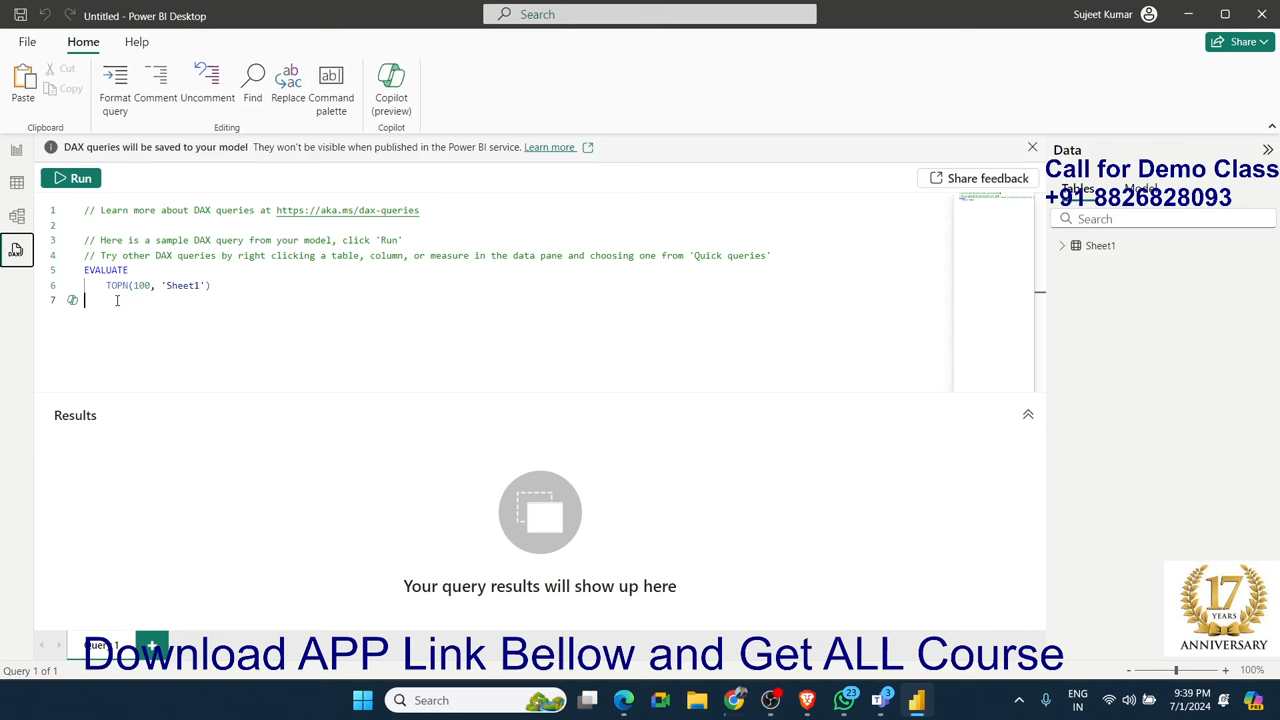 Untitled - Power BI Desktop
Search
Sujeet Kumar
File
Home
Help
Share
Paste
Cut
Copy
Clipboard
Format query
Comment
Uncomment
Find
Replace
Command palette
Editing
Copilot (preview)
Copilot
DAX queries will be saved to your model They won't be visible when published in the Power BI service. Learn more
Run
Share feedback
1 // Learn more about DAX queries at https://aka.ms/dax-queries
2
3 // Here is a sample DAX query from your model, click 'Run'
4 // Try other DAX queries by right clicking a table, column, or measure in the data pane and choosing one from 'Quick queries'
5 EVALUATE
6 TOPN(100, 'Sheet1')
7
Data
Call for Demo Class
Tables
Model
+91 8826828093
Search
Sheet1
Results
Your query results will show up here
17
YEARS
ANNIVERSARY
Query 1
Download APP Link Bellow and Get ALL Course
Query 1 of 1
100%
Search
23
3
ENG
IN
9:39 PM
7/1/2024